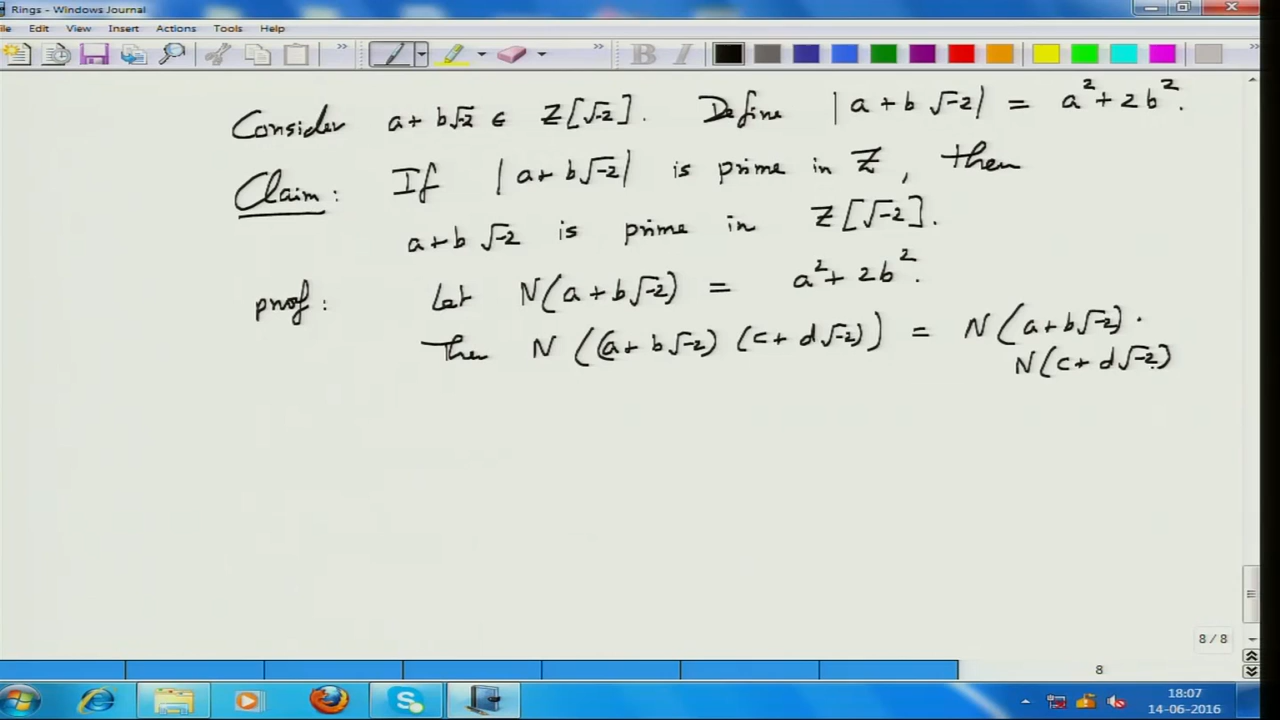 Rings - Windows Journal
ile Edit View Insert Actions Tools Help
Consider a + b√-2 ∈ Z[√-2]. Define |a + b√-2| = a² + 2b².
Claim: If |a + b√-2| is prime in Z, then
a + b√-2 is prime in Z[√-2].
proof: Let N(a + b√-2) = a² + 2b².
Then N((a + b√-2)(c + d√-2)) = N(a + b√-2) ·
N(c + d√-2)
8 / 8
8
18:07
14-06-2016